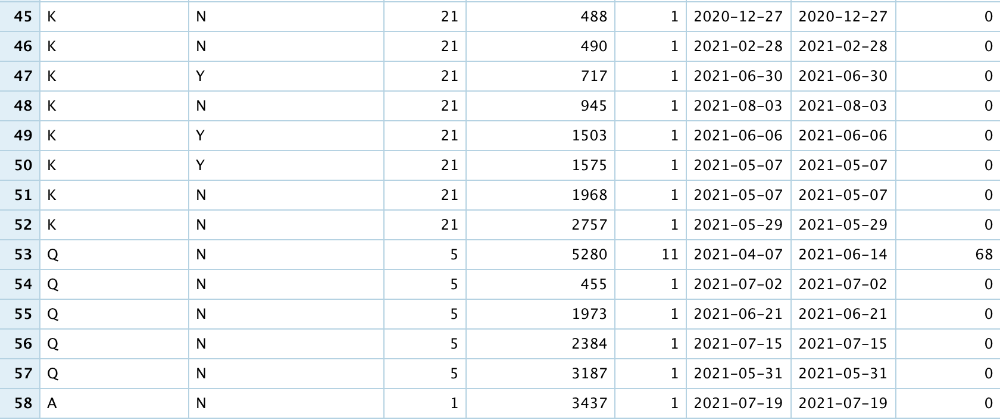 45 K N 21 488 1 2020-12-27 2020-12-27 0
46 K N 21 490 1 2021-02-28 2021-02-28 0
47 K Y 21 717 1 2021-06-30 2021-06-30 0
48 K N 21 945 1 2021-08-03 2021-08-03 0
49 K Y 21 1503 1 2021-06-06 2021-06-06 0
50 K Y 21 1575 1 2021-05-07 2021-05-07 0
51 K N 21 1968 1 2021-05-07 2021-05-07 0
52 K N 21 2757 1 2021-05-29 2021-05-29 0
53 Q N 5 5280 11 2021-04-07 2021-06-14 68
54 Q N 5 455 1 2021-07-02 2021-07-02 0
55 Q N 5 1973 1 2021-06-21 2021-06-21 0
56 Q N 5 2384 1 2021-07-15 2021-07-15 0
57 Q N 5 3187 1 2021-05-31 2021-05-31 0
58 A N 1 3437 1 2021-07-19 2021-07-19 0